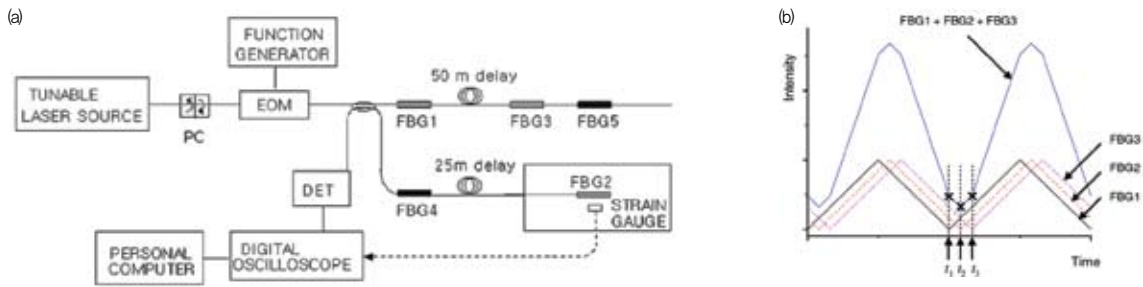 (a)
FUNCTION
GENERATOR
TUNABLE
LASER SOURCE
PC
EOM
50 m delay
FBG1
FBG3
FBG5
25m delay
DET
FBG4
FBG2
STRAIN
GAUGE
PERSONAL
COMPUTER
DIGITAL
OSCILLOSCOPE
(b)
FBG1 + FBG2 + FBG3
Intensity
FBG3
FBG2
FBG1
Time
t1 t2 t3